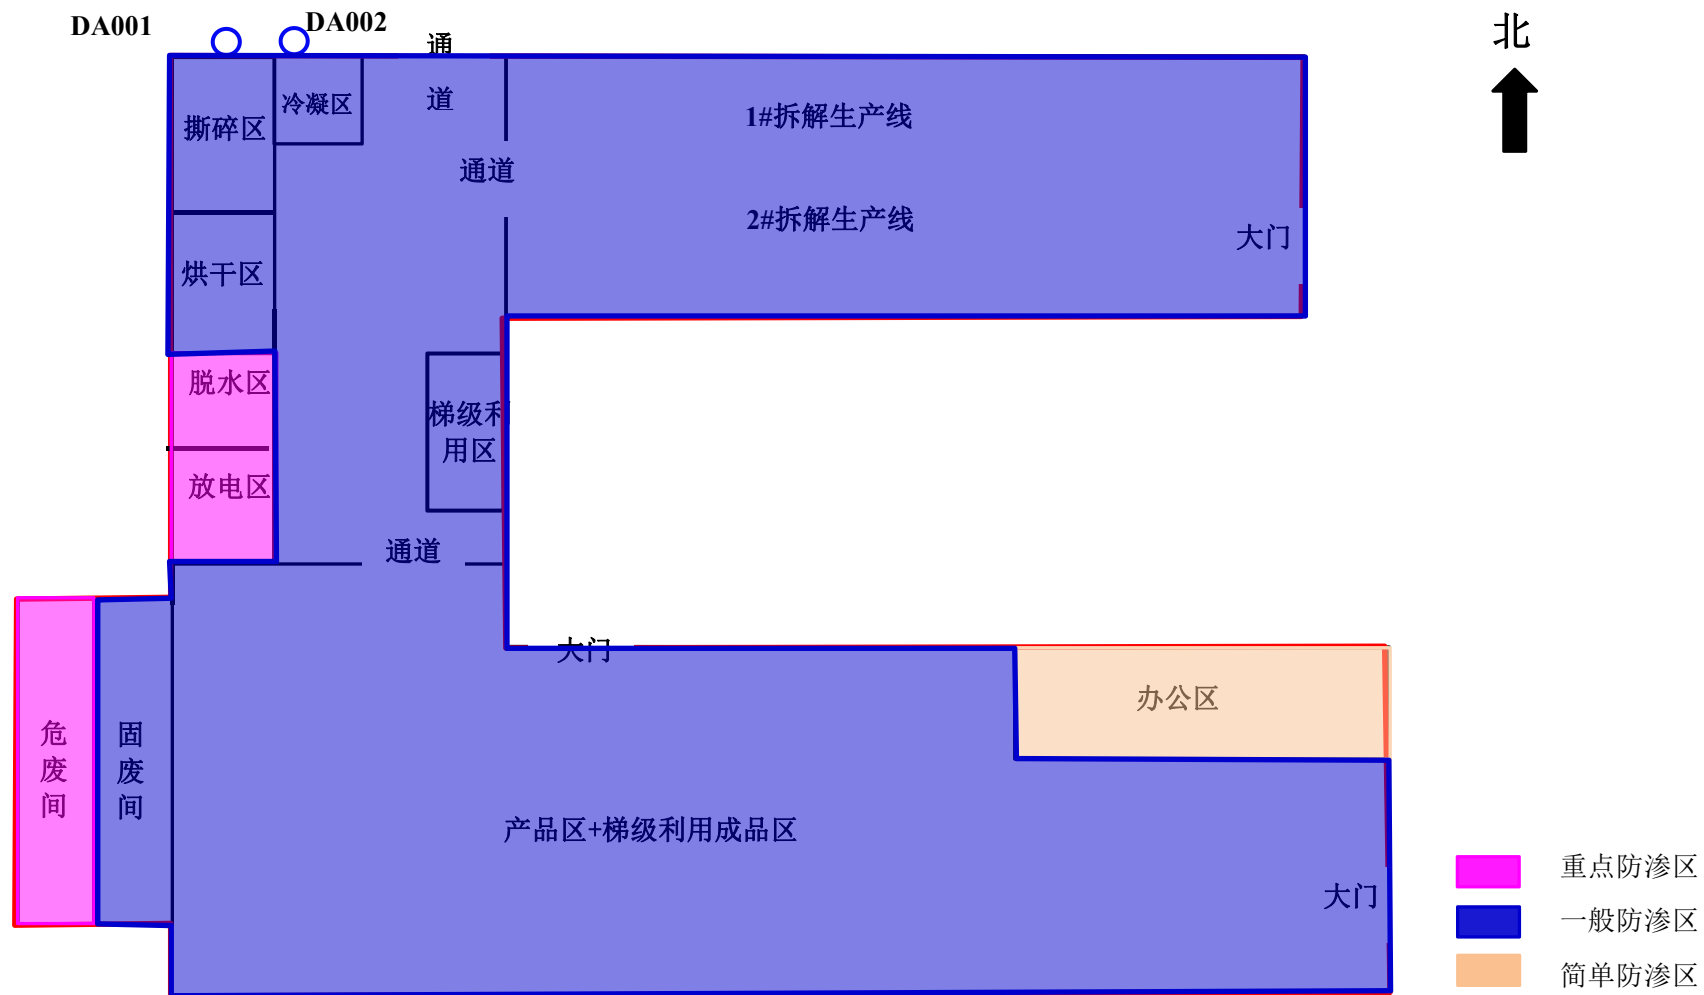 DA001
DA002
北
通
道
冷凝区
撕碎区
1#拆解生产线
通道
2#拆解生产线
大门
烘干区
脱水区
梯级利
用区
放电区
通道
大门
办公区
危
废
间
固
废
间
产品区+梯级利用成品区
大门
重点防渗区
一般防渗区
简单防渗区